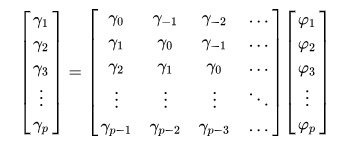 ⎡γ₁⎤   ⎡γ₀ γ₋₁ γ₋₂ ⋯⎤ ⎡φ₁⎤
⎢γ₂⎥   ⎢γ₁ γ₀ γ₋₁ ⋯⎥ ⎢φ₂⎥
⎢γ₃⎥ = ⎢γ₂ γ₁ γ₀ ⋯⎥ ⎢φ₃⎥
⎢⋮⎥   ⎢⋮ ⋮ ⋮ ⋱⎥ ⎢⋮⎥
⎣γₚ⎦   ⎣γₚ₋₁ γₚ₋₂ γₚ₋₃ ⋯⎦ ⎣φₚ⎦